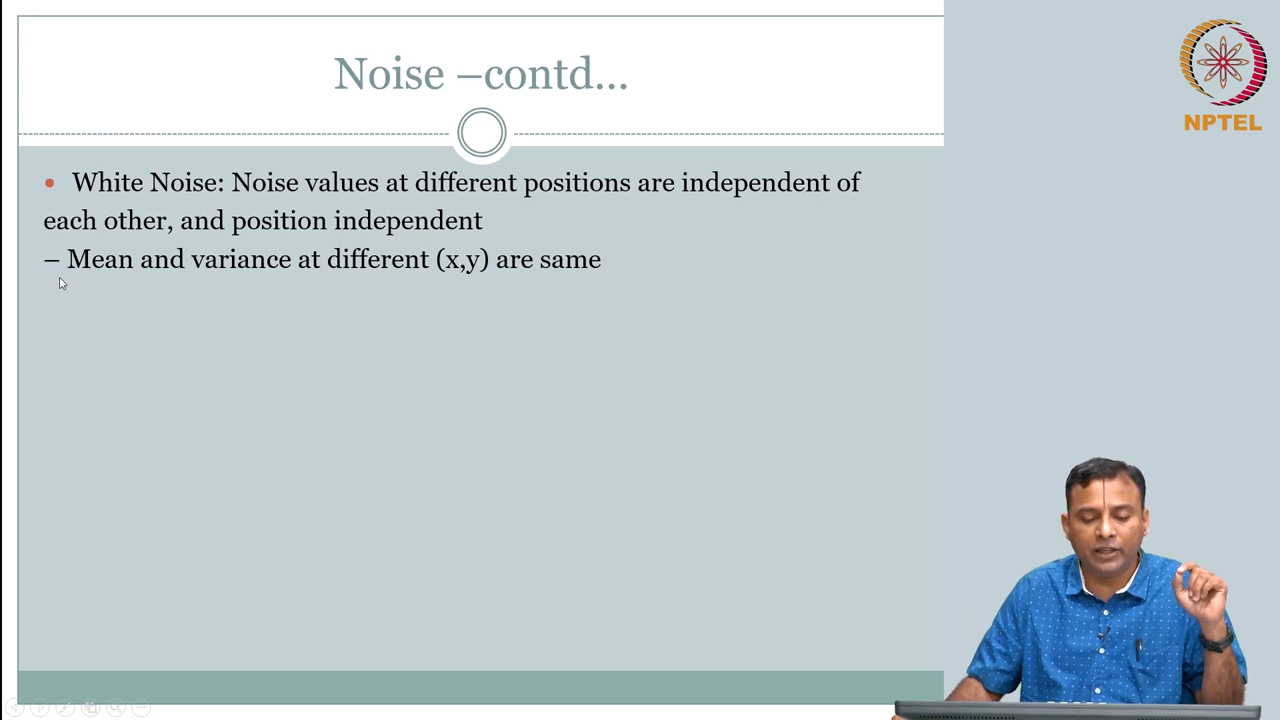 Noise –contd...
NPTEL
• White Noise: Noise values at different positions are independent of
each other, and position independent
– Mean and variance at different (x,y) are same